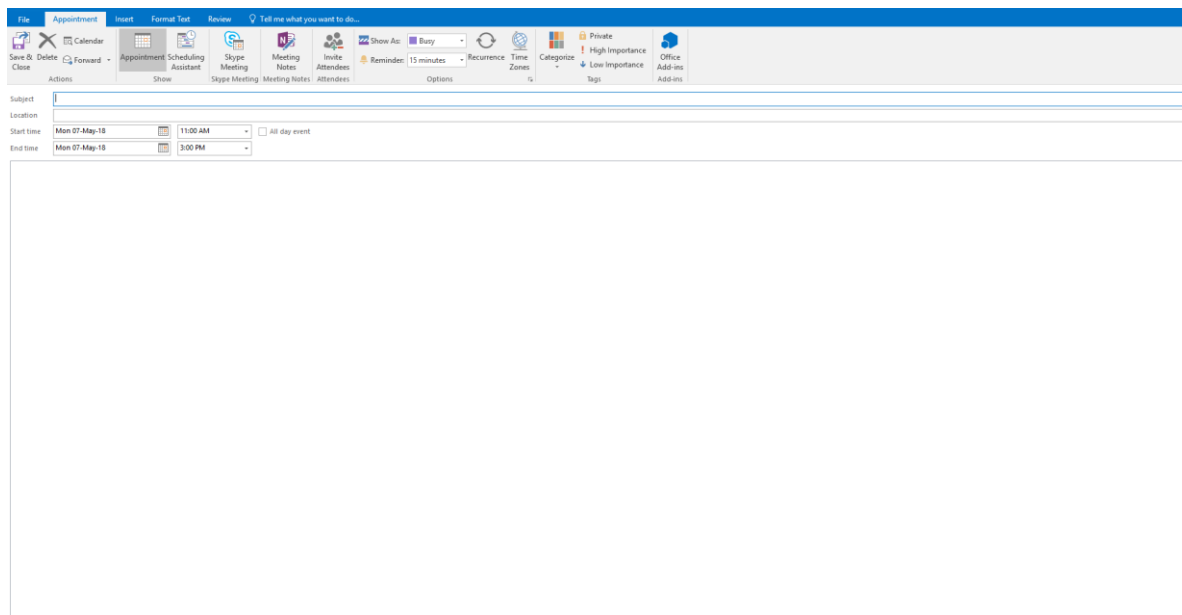 File Appointment Insert Format Text Review Tell me what you want to do...
Save & Close
Delete
Calendar
Forward
Actions
Appointment
Scheduling Assistant
Show
Skype Meeting
Skype Meeting
Meeting Notes
Meeting Notes
Invite Attendees
Attendees
Show As: Busy
Reminder: 15 minutes
Recurrence
Time Zones
Options
Categorize
Private
High Importance
Low Importance
Tags
Office Add-ins
Add-ins
Subject
Location
Start time Mon 07-May-18 11:00 AM All day event
End time Mon 07-May-18 3:00 PM